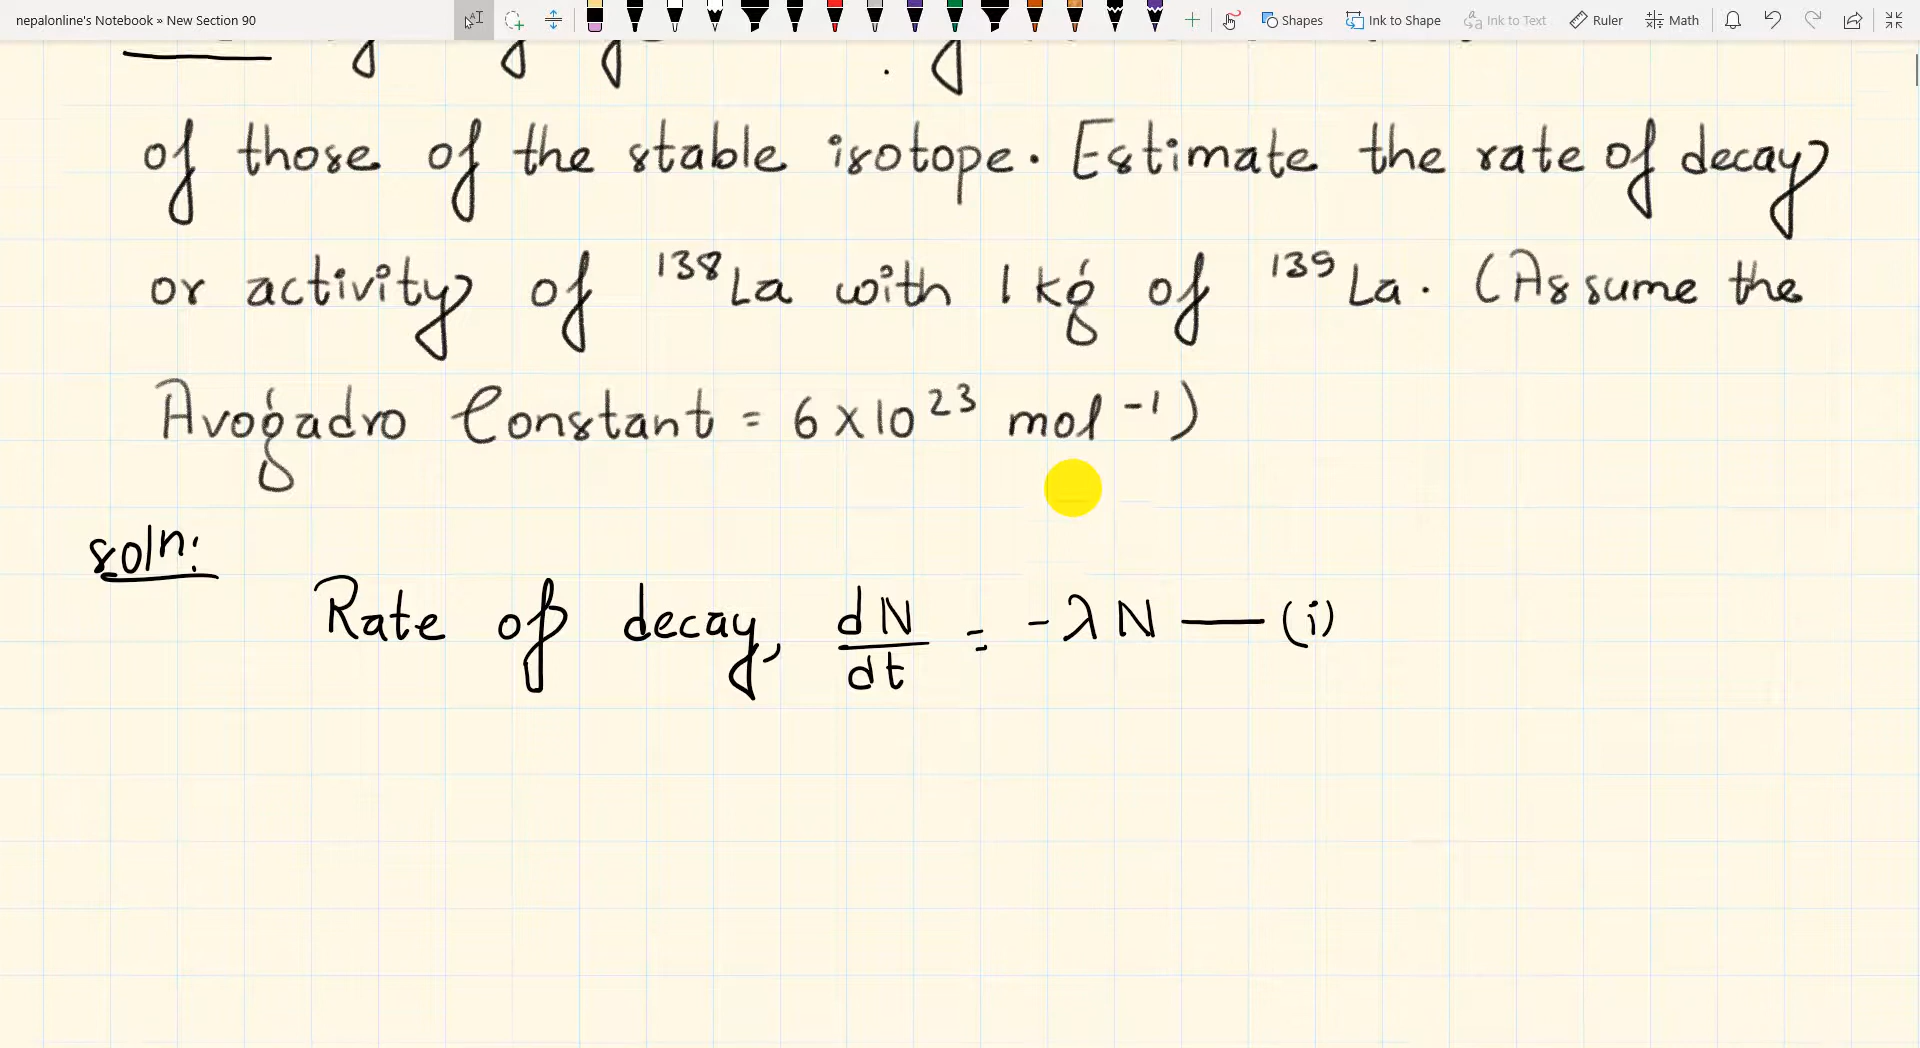 nepalonline's Notebook » New Section 90
Shapes Ink to Shape Ink to Text Ruler Math
of those of the stable isotope. Estimate the rate of decay
or activity of ¹³⁸La with 1 kg of ¹³⁹La. (Assume the
Avogadro Constant = 6 × 10²³ mol⁻¹)
soln:
Rate of decay, dN/dt = -λN — (i)